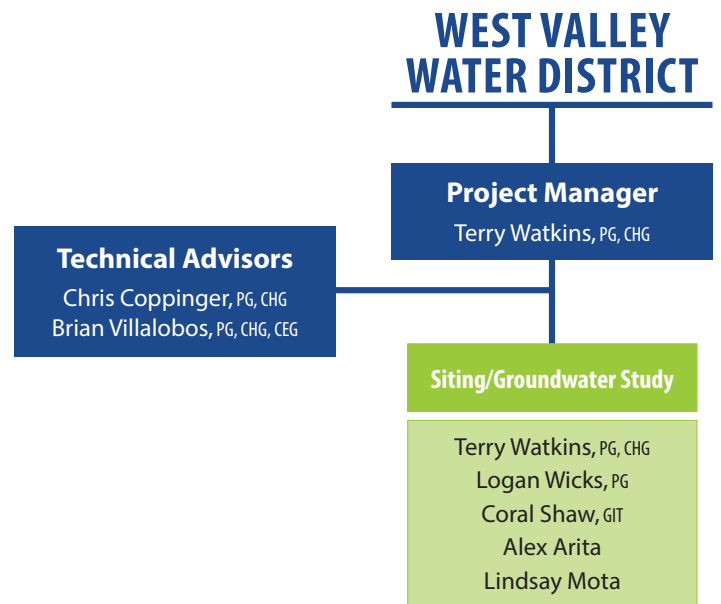 WEST VALLEY
WATER DISTRICT
Project Manager
Terry Watkins, PG, CHG
Technical Advisors
Chris Coppinger, PG, CHG
Brian Villalobos, PG, CHG, CEG
Siting/Groundwater Study
Terry Watkins, PG, CHG
Logan Wicks, PG
Coral Shaw, GIT
Alex Arita
Lindsay Mota